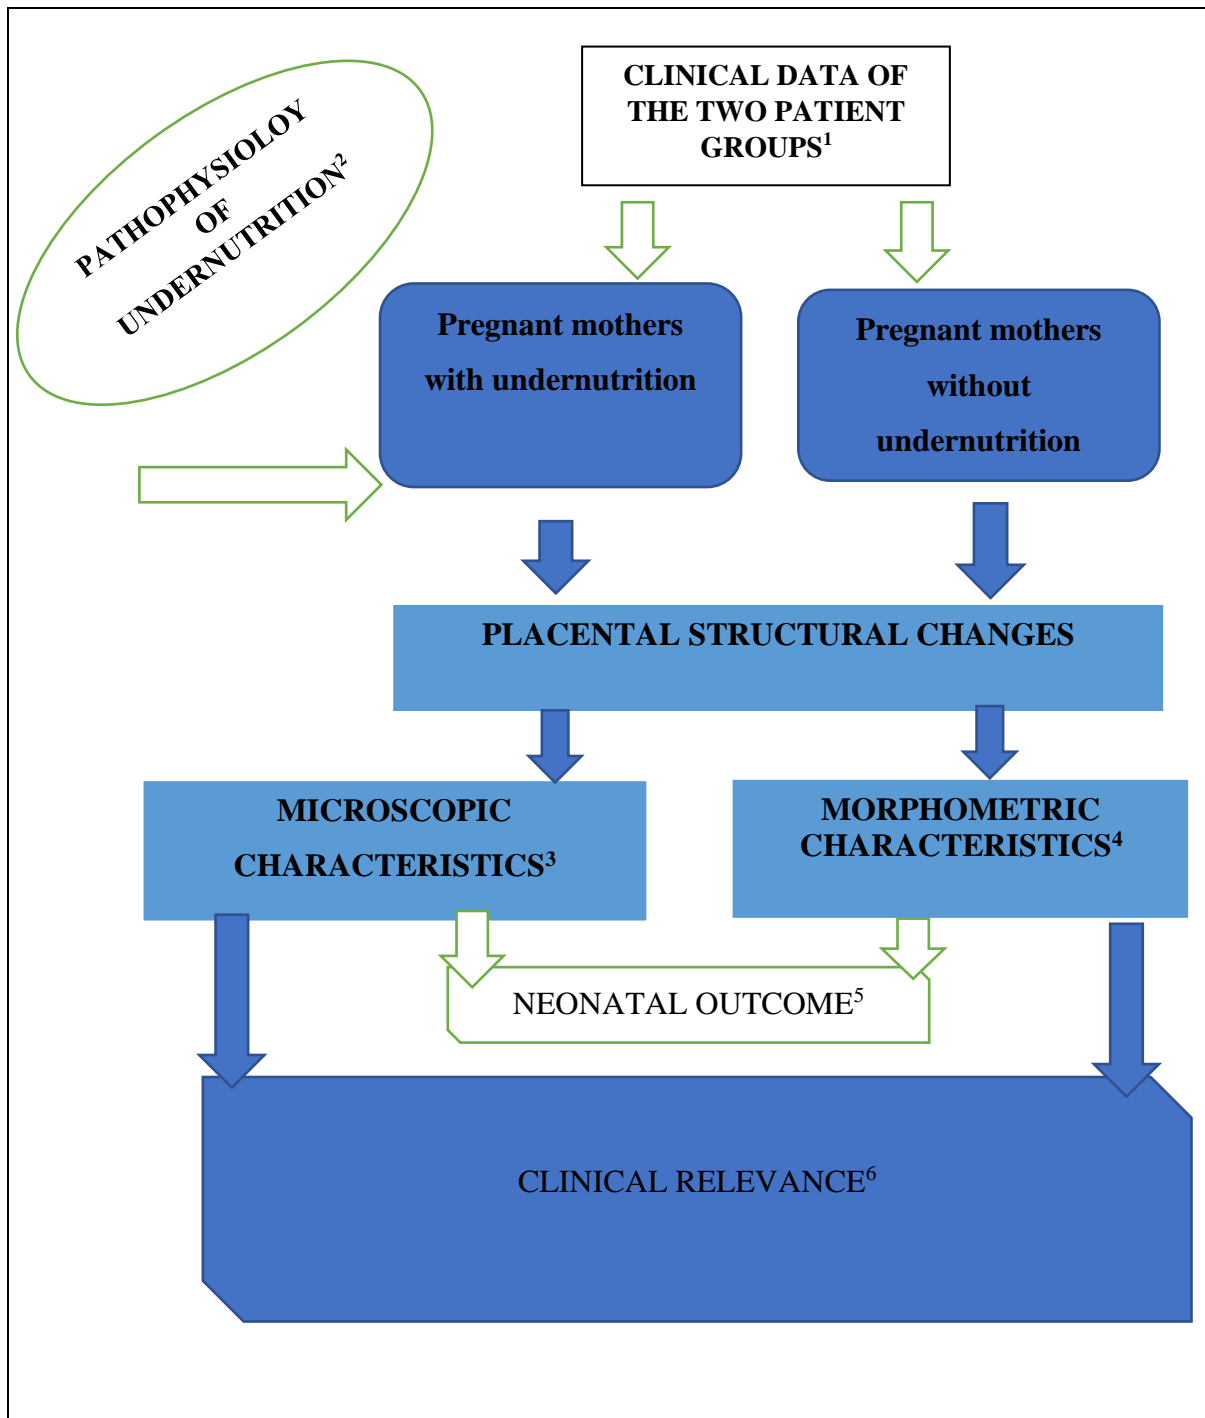 CLINICAL DATA OF
THE TWO PATIENT
GROUPS¹
PATHOPHYSIOLOY
OF
UNDERNUTRITION²
Pregnant mothers
with undernutrition
Pregnant mothers
without
undernutrition
PLACENTAL STRUCTURAL CHANGES
MICROSCOPIC
CHARACTERISTICS³
MORPHOMETRIC
CHARACTERISTICS⁴
NEONATAL OUTCOME⁵
CLINICAL RELEVANCE⁶